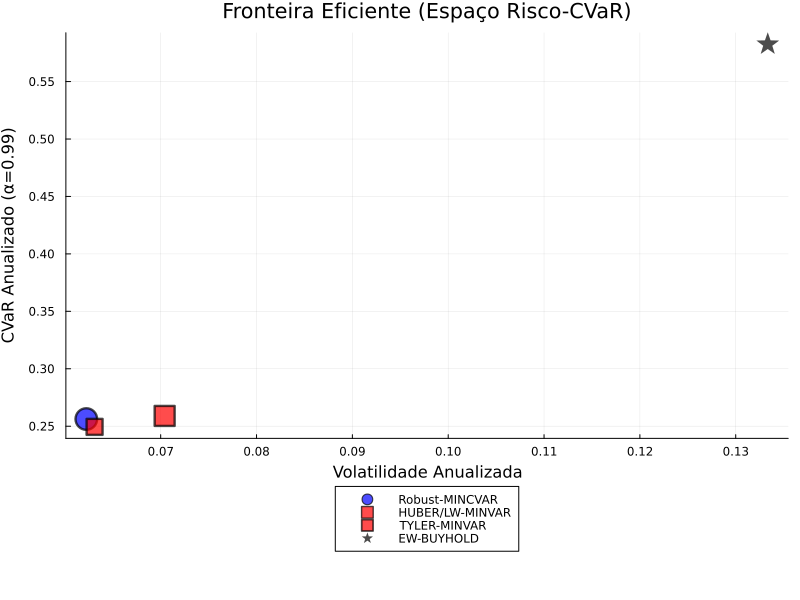 Fronteira Eficiente (Espaço Risco-CVaR)
CVaR Anualizado (α=0.99)
0.55
0.50
0.45
0.40
0.35
0.30
0.25
0.07 0.08 0.09 0.10 0.11 0.12 0.13
Volatilidade Anualizada
Robust-MINCVAR
HUBER/LW-MINVAR
TYLER-MINVAR
EW-BUYHOLD